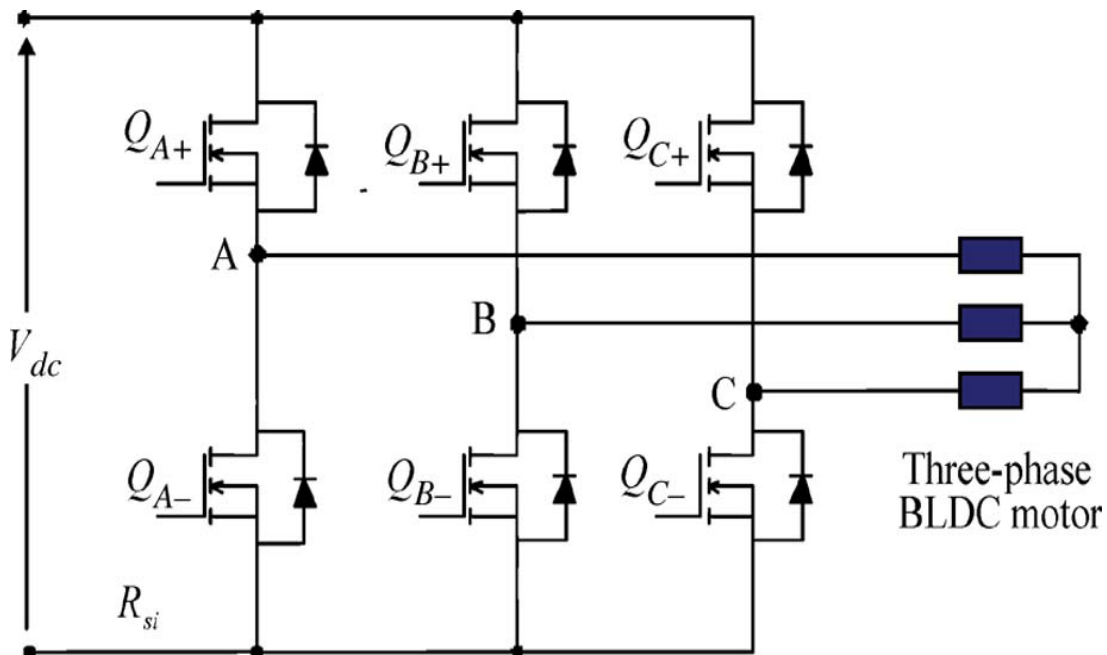 Q_{A+}
Q_{B+}
Q_{C+}
A
B
V_{dc}
C
Q_{A-}
Q_{B-}
Q_{C-}
Three-phase
BLDC motor
R_{si}